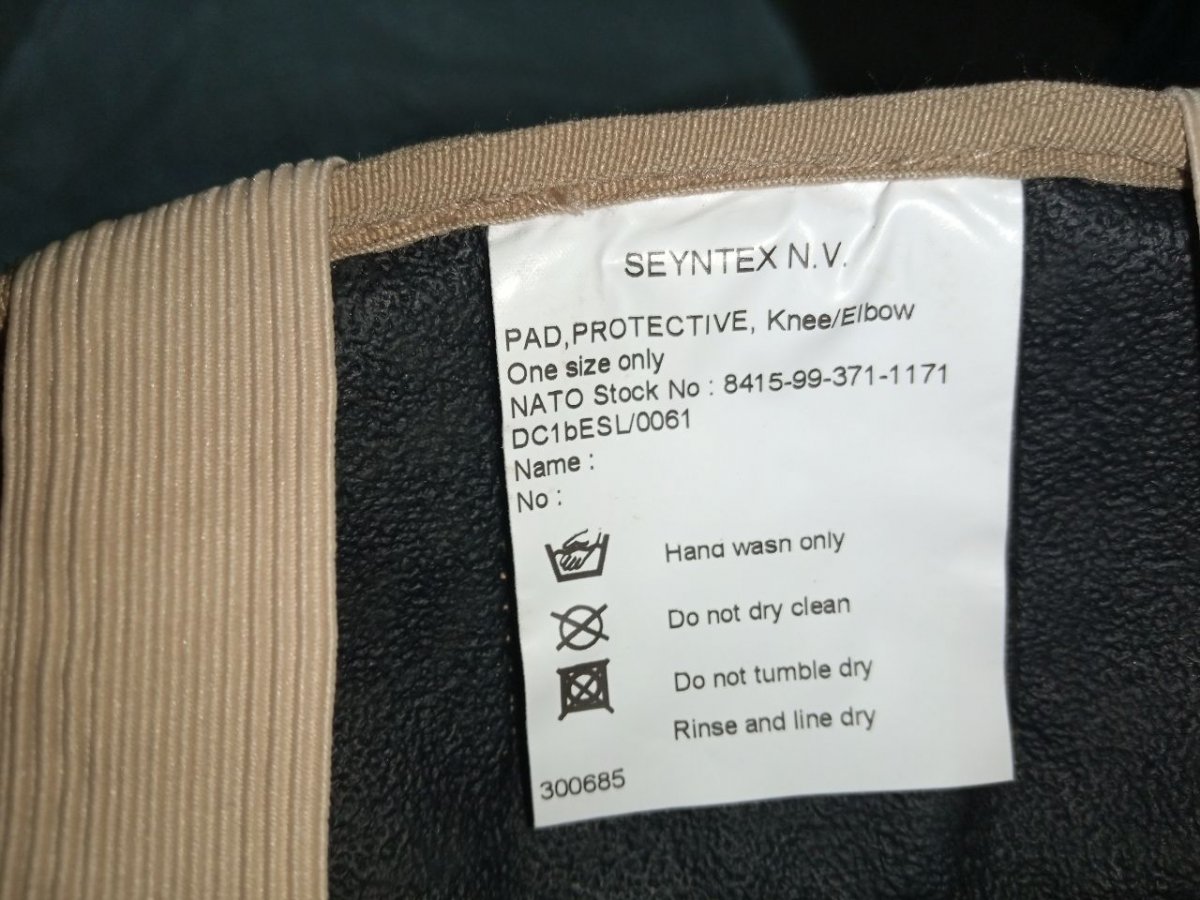 SEYNTEX N.V.
PAD,PROTECTIVE, Knee/Elbow
One size only
NATO Stock No : 8415-99-371-1171
DC1bESL/0061
Name :
No :
Hand wash only
Do not dry clean
Do not tumble dry
Rinse and line dry
300685